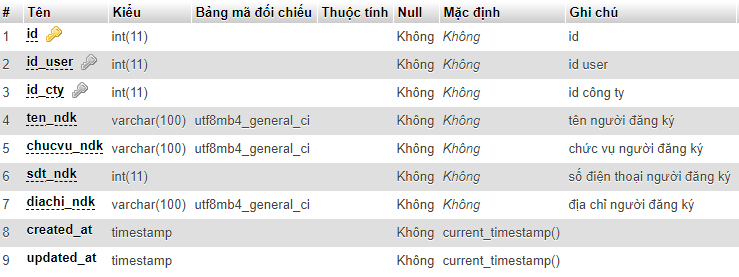 # Tên Kiểu Bảng mã đối chiếu Thuộc tính Null Mặc định Ghi chú
1 id int(11) Không Không id
2 id_user int(11) Không Không id user
3 id_cty int(11) Không Không id công ty
4 ten_ndk varchar(100) utf8mb4_general_ci Không Không tên người đăng ký
5 chucvu_ndk varchar(100) utf8mb4_general_ci Không Không chức vụ người đăng ký
6 sdt_ndk int(11) Không Không số điện thoại người đăng ký
7 diachi_ndk varchar(100) utf8mb4_general_ci Không Không địa chỉ người đăng ký
8 created_at timestamp Không current_timestamp()
9 updated_at timestamp Không current_timestamp()